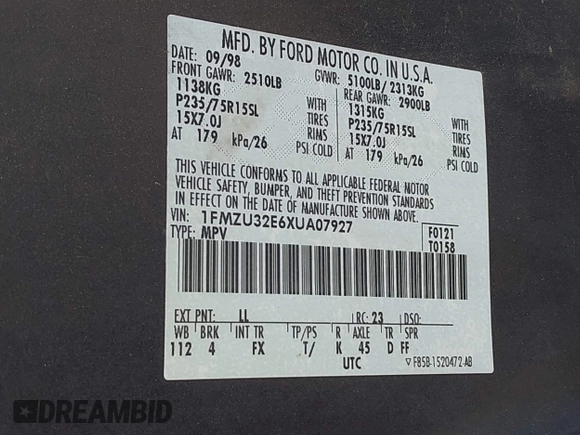 MFD. BY FORD MOTOR CO. IN U.S.A.
DATE: 09/98 GVWR: 5100LB/ 2313KG
FRONT GAWR: 2510LB REAR GAWR: 2900LB
1138KG WITH 1315KG WITH
P235/75R15SL TIRES P235/75R15SL TIRES
15X7.0J RIMS 15X7.0J RIMS
AT 179 kPa/26 PSI COLD AT 179 kPa/26 PSI COLD
THIS VEHICLE CONFORMS TO ALL APPLICABLE FEDERAL MOTOR
VEHICLE SAFETY, BUMPER, AND THEFT PREVENTION STANDARDS
IN EFFECT ON THE DATE OF MANUFACTURE SHOWN ABOVE.
VIN: 1FMZU32E6XUA07927 F0121
TYPE: MPV T0158
EXT PNT: LL RC: 23 DSO:
WB BRK INT TR TP/PS R AXLE TR SPR
112 4 FX T/ K 45 D FF
UTC ▽ F85B-1520472-AB
DREAMBID